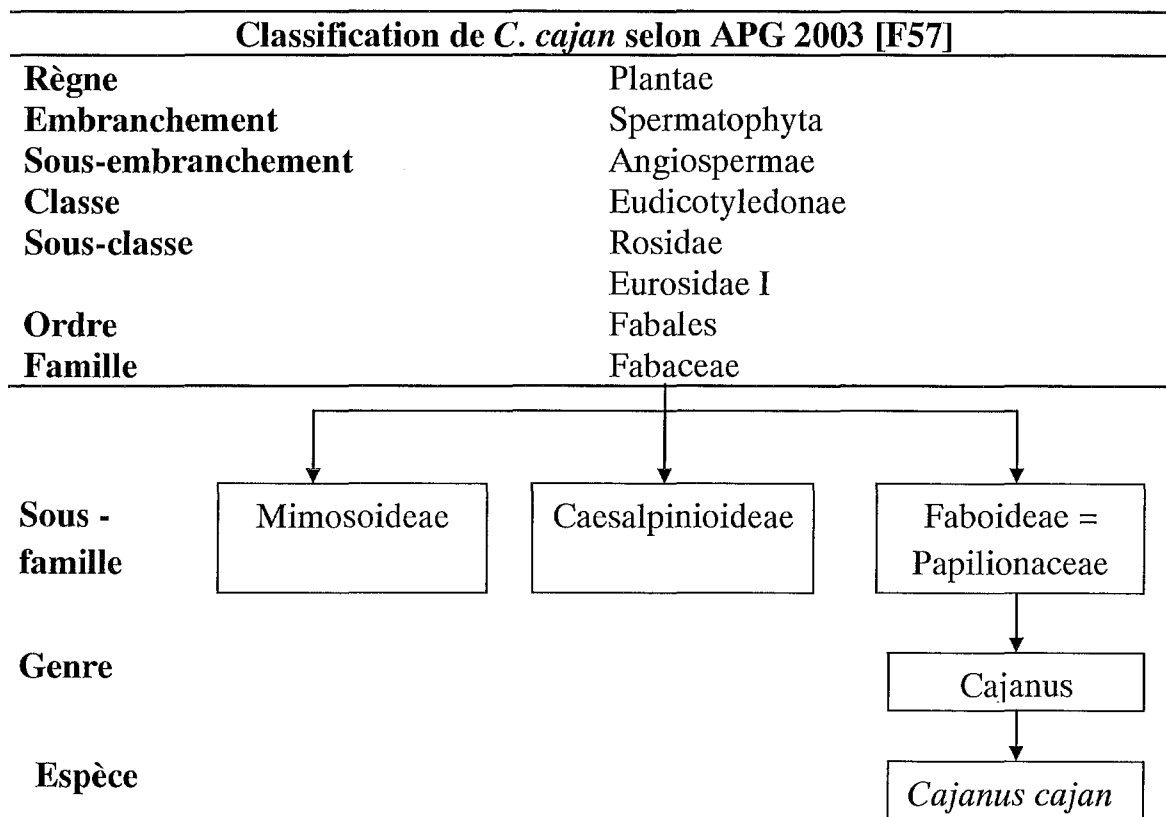 Classification de C. cajan selon APG 2003 [F57]
Règne Plantae
Embranchement Spermatophyta
Sous-embranchement Angiospermae
Classe Eudicotyledonae
Sous-classe Rosidae
Eurosidae I
Ordre Fabales
Famille Fabaceae
Sous - Mimosoideae Caesalpinioideae Faboideae =
famille Papilionaceae
Genre Cajanus
Espèce Cajanus cajan